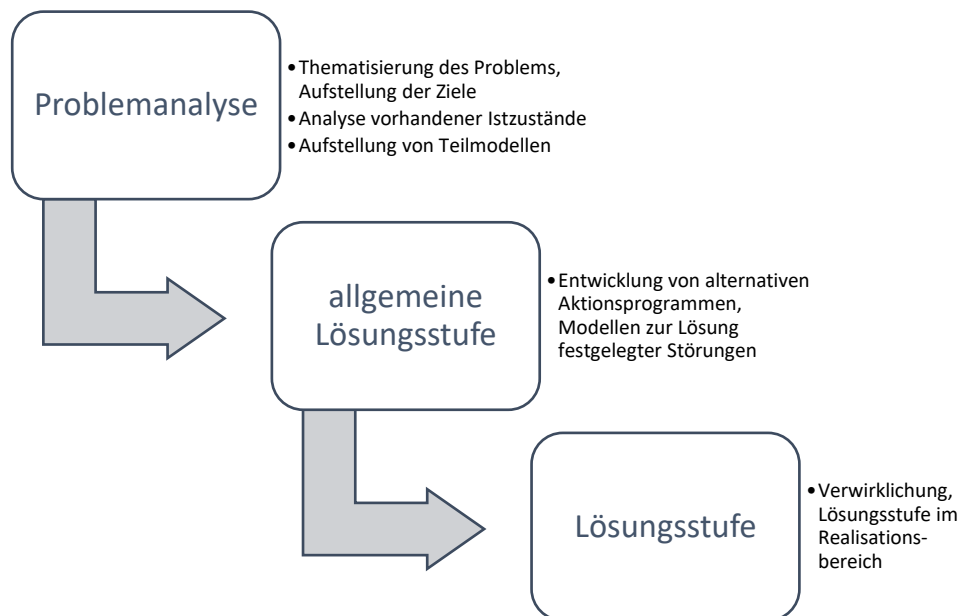 Problemanalyse
•Thematisierung des Problems,
Aufstellung der Ziele
•Analyse vorhandener Istzustände
•Aufstellung von Teilmodellen
allgemeine
Lösungsstufe
•Entwicklung von alternativen
Aktionsprogrammen,
Modellen zur Lösung
festgelegter Störungen
Lösungsstufe
•Verwirklichung,
Lösungsstufe im
Realisations-
bereich